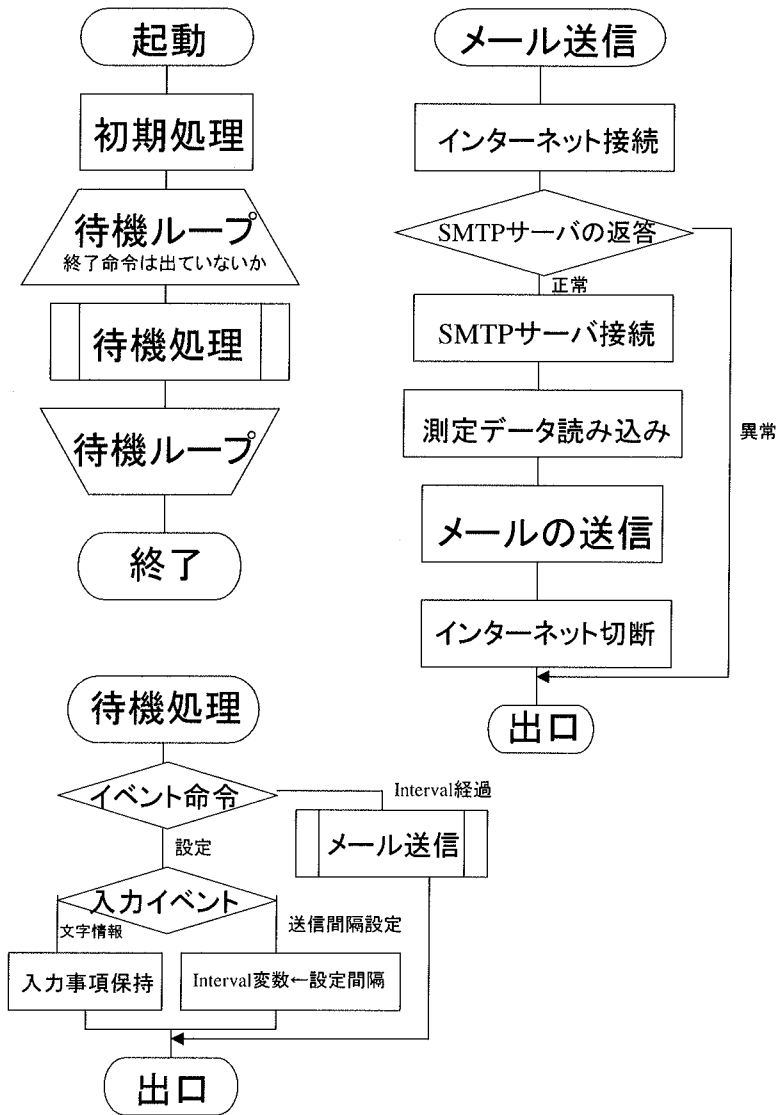 起動
初期処理
待機ループ
終了命令は出ていないか
待機処理
待機ループ
終了
メール送信
インターネット接続
SMTPサーバの返答
正常
SMTPサーバ接続
測定データ読み込み
異常
メールの送信
インターネット切断
出口
待機処理
イベント命令
Interval経過
メール送信
設定
入力イベント
文字情報
送信間隔設定
入力事項保持
Interval変数←設定間隔
出口